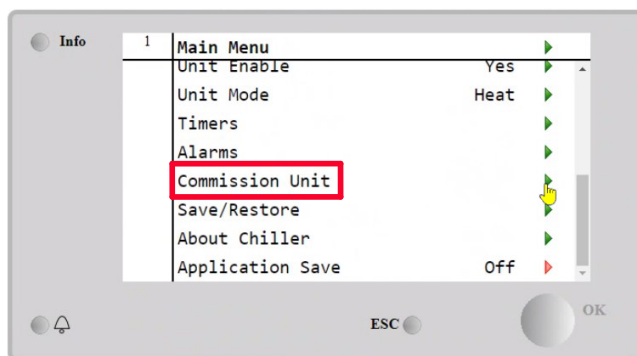 Info
1 Main Menu
Unit Enable Yes
Unit Mode Heat
Timers
Alarms
Commission Unit
Save/Restore
About Chiller
Application Save Off
ESC
OK